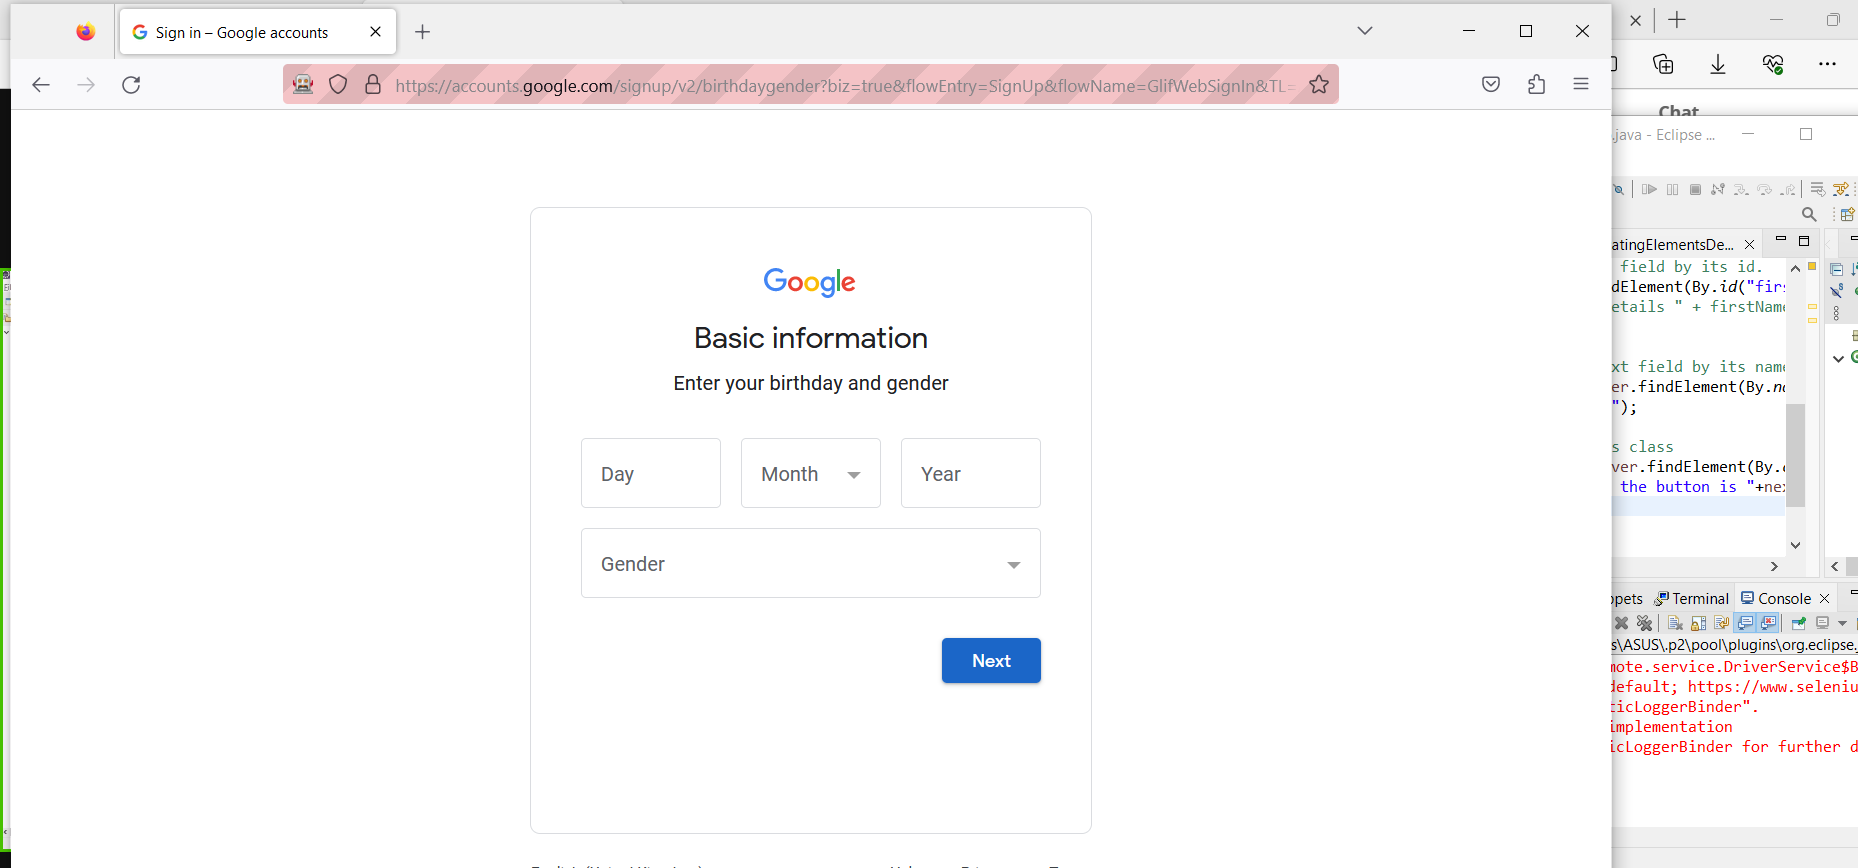 Sign in – Google accounts
https://accounts.google.com/signup/v2/birthdaygender?biz=true&flowEntry=SignUp&flowName=GlifWebSignIn&TL=
Google
Basic information
Enter your birthday and gender
Day
Month
Year
Gender
Next
Chat
.java - Eclipse ...
atingElementsDe...
field by its id.
dElement(By.id("firs
etails " + firstName
xt field by its name
er.findElement(By.na
");
s class
ver.findElement(By.c
the button is "+nex
ppets
Terminal
Console
s\ASUS\.p2\pool\plugins\org.eclipse.
mote.service.DriverService$B
default; https://www.seleniu
ticLoggerBinder".
implementation
icLoggerBinder for further d